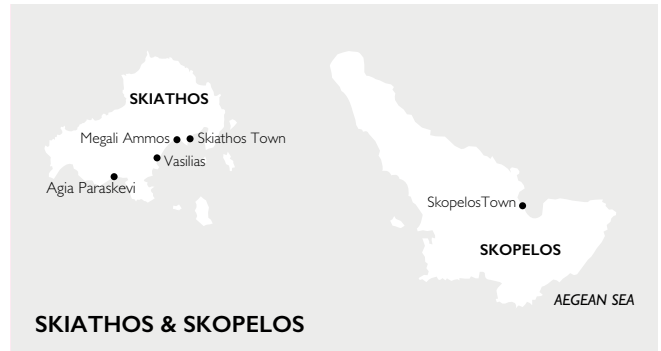 SKIATHOS
Megali Ammos
Skiathos Town
Vasilias
Agia Paraskevi
SkopelosTown
SKOPELOS
AEGEAN SEA
SKIATHOS & SKOPELOS